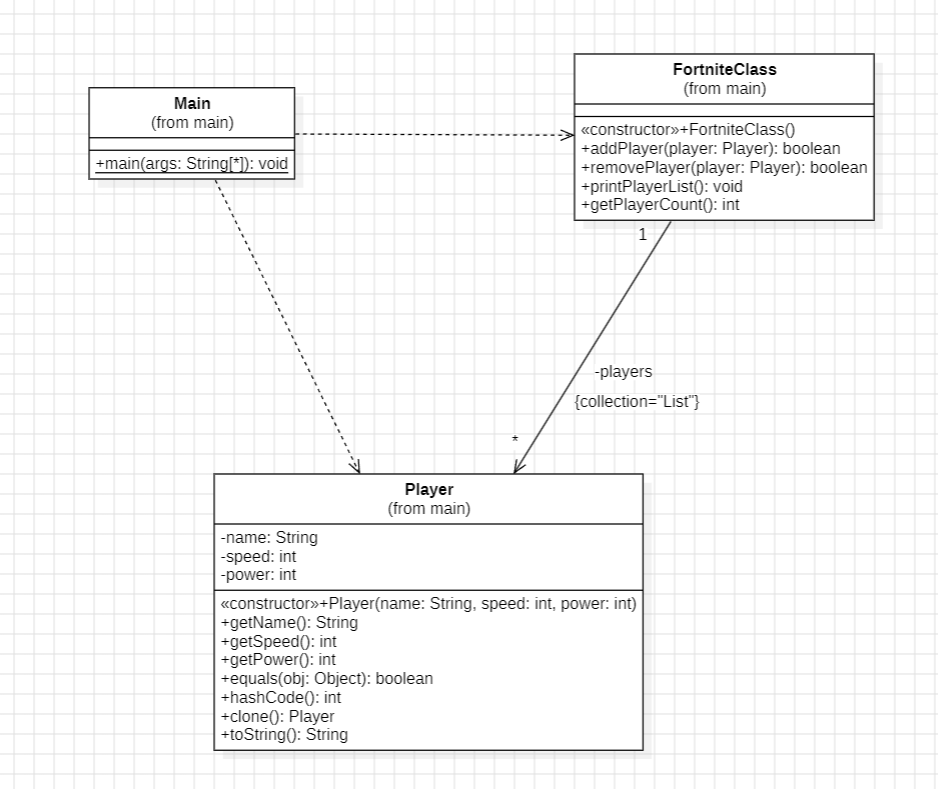 Main
(from main)
+main(args: String[*]): void
FortniteClass
(from main)
«constructor»+FortniteClass()
+addPlayer(player: Player): boolean
+removePlayer(player: Player): boolean
+printPlayerList(): void
+getPlayerCount(): int
1
-players
{collection="List"}
*
Player
(from main)
-name: String
-speed: int
-power: int
«constructor»+Player(name: String, speed: int, power: int)
+getName(): String
+getSpeed(): int
+getPower(): int
+equals(obj: Object): boolean
+hashCode(): int
+clone(): Player
+toString(): String